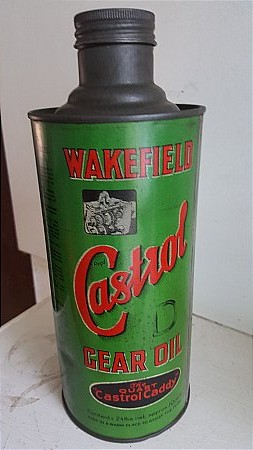 WAKEFIELD
Castrol
D
GEAR OIL
The
QUART
Castrol Caddy